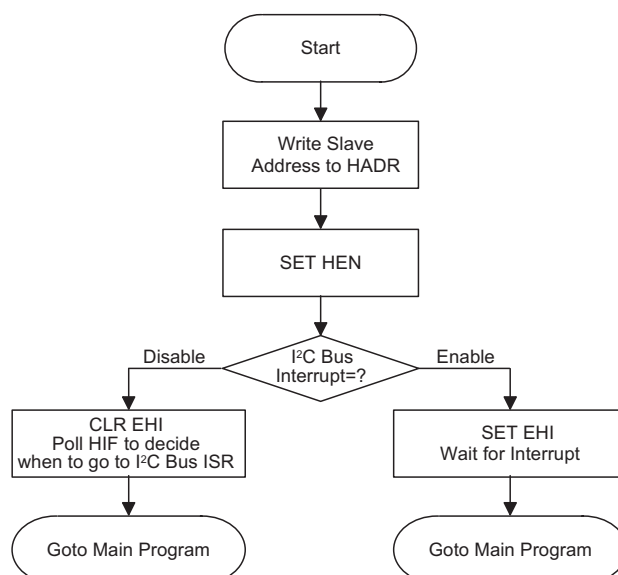 Start
Write Slave
Address to HADR
SET HEN
I²C Bus
Interrupt=?
Disable
Enable
CLR EHI
Poll HIF to decide
when to go to I²C Bus ISR
SET EHI
Wait for Interrupt
Goto Main Program
Goto Main Program